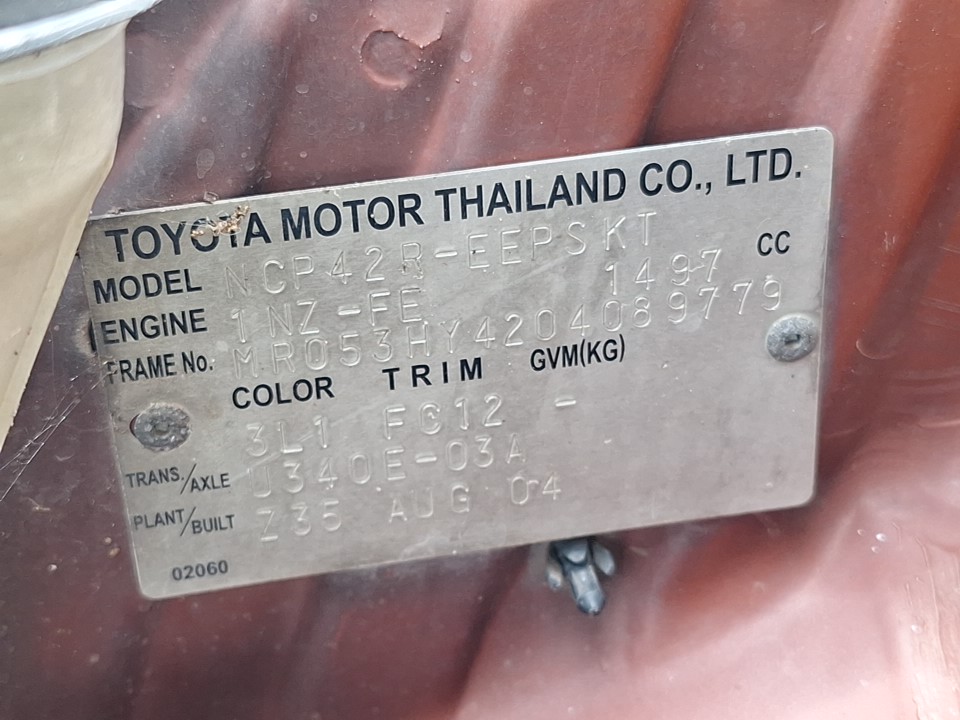 TOYOTA MOTOR THAILAND CO., LTD.
MODEL NCP42R-EEPSKT
ENGINE 1NZ-FE 1497 CC
FRAME No. MR053HY4204089779
COLOR TRIM GVM(KG)
3L1 FC12 -
TRANS./AXLE U340E-03A
PLANT/BUILT Z35 AUG 04
02060